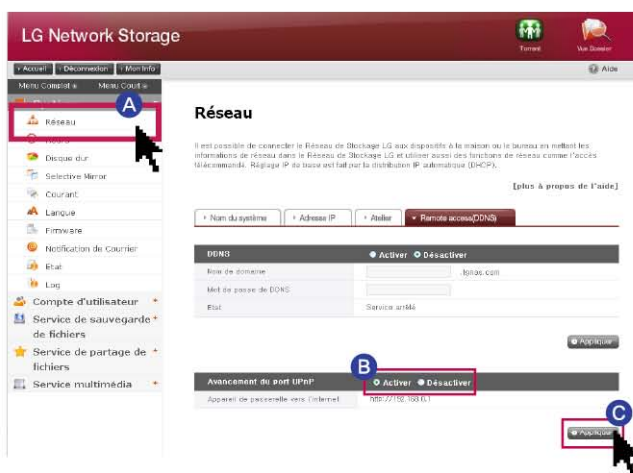 LG Network Storage
Torrent
Vue Dossier
Accueil
Déconnexion
Mon Info
Aide
Menu Complet
Menu Court
A
Réseau
Disque dur
Selective Mirror
Courant
Langue
Firmware
Notification de Courrier
Etat
Log
Compte d'utilisateur
Service de sauvegarde
de fichiers
Service de partage de
fichiers
Service multimédia
Réseau
Il est possible de connecter le Réseau de Stockage LG aux dispositifs à la maison ou le bureau en mettant les
informations de réseau dans le Réseau de Stockage LG et utiliser aussi des fonctions de réseau comme l'accès
télécommandé. Réglage IP de base est fait par la distribution IP automatique (DHCP).
[plus à propos de l'aide]
Nom du système
Adresse IP
Atelier
Remote access(DDNS)
DDNS
Activer
Désactiver
Nom de domaine
.lgnas.com
Mot de passe de DDNS
Etat
Service arrêté
Appliquer
B
Avancement du port UPnP
Activer
Désactiver
Appareil de passerelle vers l'internet
http://192.168.0.1
C
Appliquer